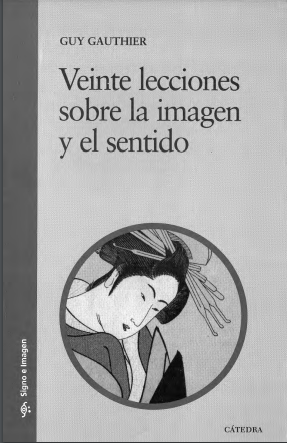 GUY GAUTHIER
Veinte lecciones
sobre la imagen
y el sentido
Signo e Imagen
CÁTEDRA